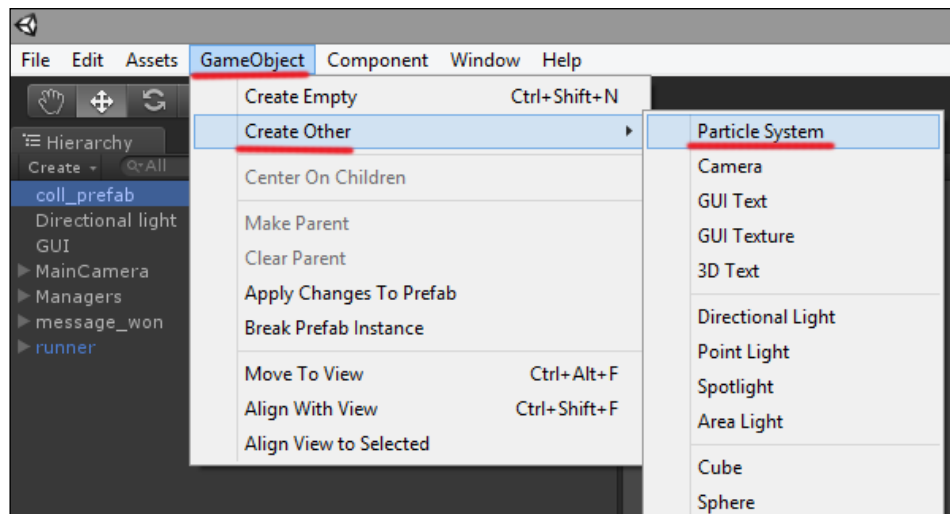 File Edit Assets GameObject Component Window Help
Hierarchy
Create All
coll_prefab
Directional light
GUI
MainCamera
Managers
message_won
runner
Create Empty Ctrl+Shift+N
Create Other
Center On Children
Make Parent
Clear Parent
Apply Changes To Prefab
Break Prefab Instance
Move To View Ctrl+Alt+F
Align With View Ctrl+Shift+F
Align View to Selected
Particle System
Camera
GUI Text
GUI Texture
3D Text
Directional Light
Point Light
Spotlight
Area Light
Cube
Sphere